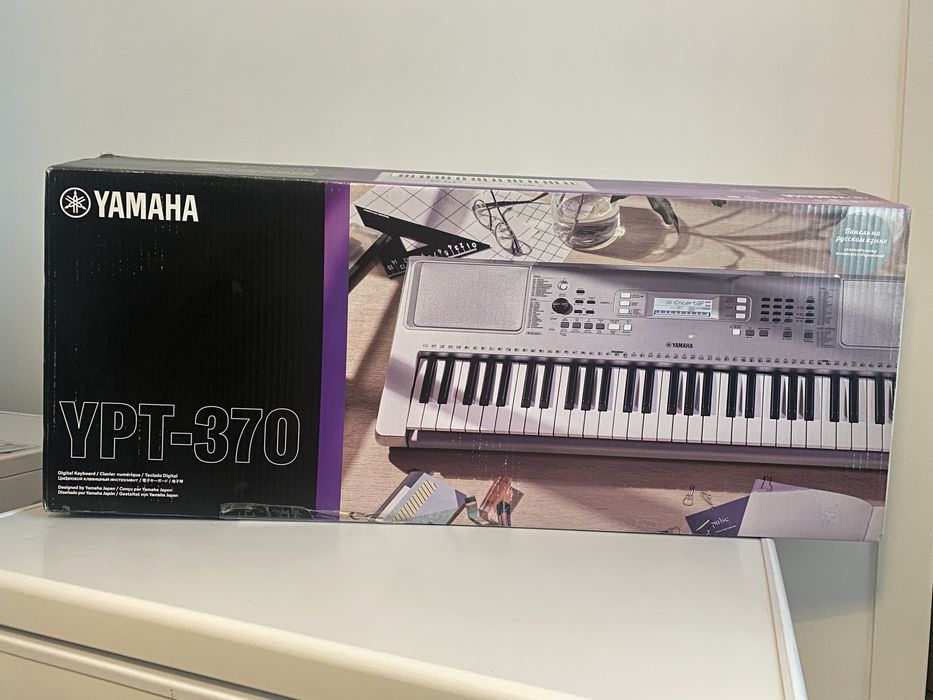 YAMAHA
YPT-370
Digital Keyboard / Clavier numérique / Teclado Digital
Цифровой клавишный инструмент / 電子キーボード / 电子琴
Designed by Yamaha Japan / Conçu par Yamaha Japon
Diseñado por Yamaha Japón / Gestaltet von Yamaha Japan
Панель на
русском языке
CncertGP
YAMAHA
pulse